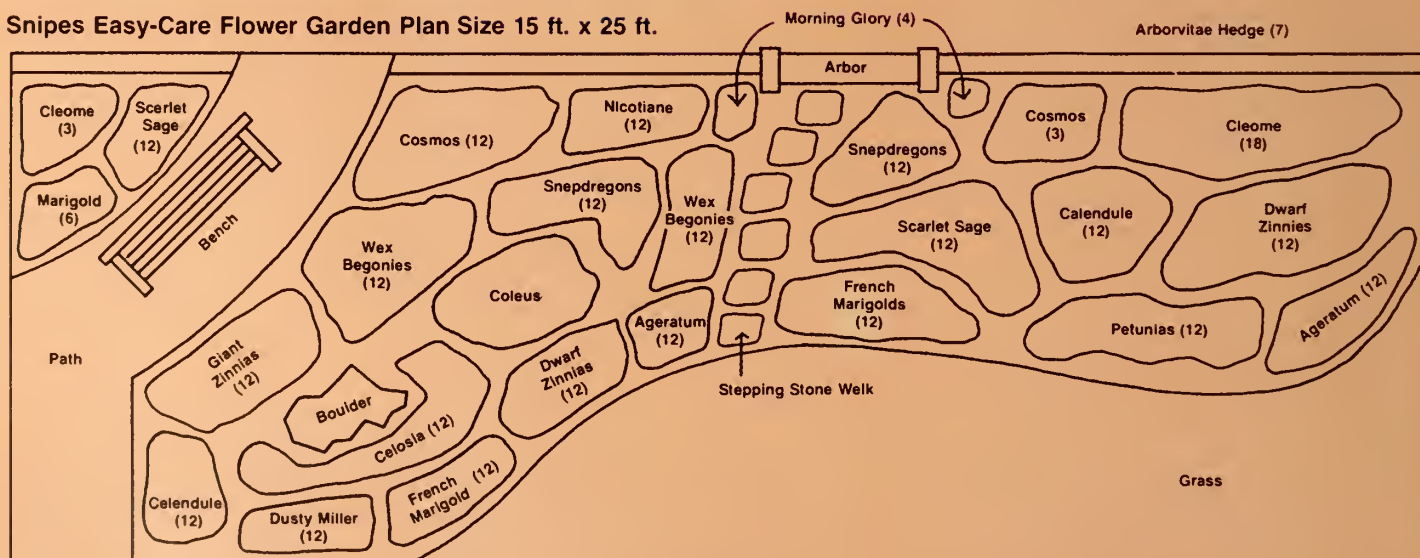 Snipes Easy-Care Flower Garden Plan Size 15 ft. x 25 ft.
Morning Glory (4)
Arborvitae Hedge (7)
Arbor
Cleome
(3)
Scerlet
Sage
(12)
Marigold
(6)
Bench
Path
Cosmos (12)
NIcotiane
(12)
Snepdregons
(12)
Wex
Begonies
(12)
Wex
Begonies
(12)
Coleus
Giant
Zinnias
(12)
Boulder
Celosia (12)
Dwarf
Zinnias
(12)
Ageratum
(12)
Celendule
(12)
Dusty Miller
(12)
French
Marigold
(12)
Stepping Stone Welk
Snepdregons
(12)
Cosmos
(3)
Cleome
(18)
Scarlet Sage
(12)
Calendule
(12)
Dwarf
Zinnies
(12)
French
Marigolds
(12)
Petunias (12)
Ageratum (12)
Grass